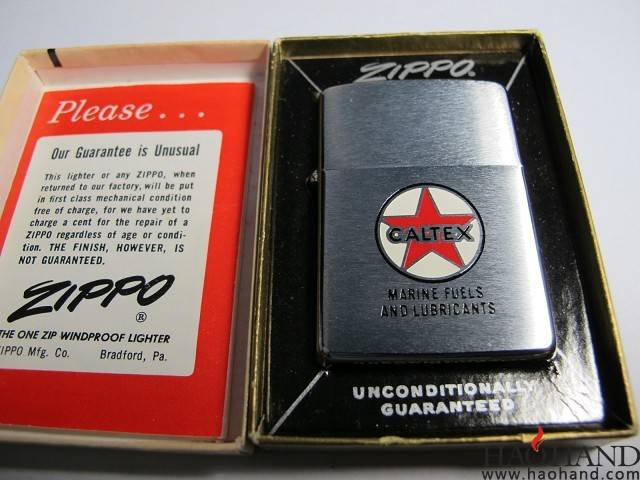 Please...
Our Guarantee is Unusual
This lighter or any ZIPPO, when
returned to our factory, will be put
in first class mechanical condition
free of charge, for we have yet to
charge a cent for the repair of a
ZIPPO regardless of age or condi-
tion. THE FINISH, HOWEVER, IS
NOT GUARANTEED.
ZIPPO
®
THE ONE ZIP WINDPROOF LIGHTER
IPPO Mfg. Co. Bradford, Pa.
ZIPPO®
CALTEX
MARINE FUELS
AND LUBRICANTS
UNCONDITIONALLY
GUARANTEED
HAOHAND
www.haohand.com